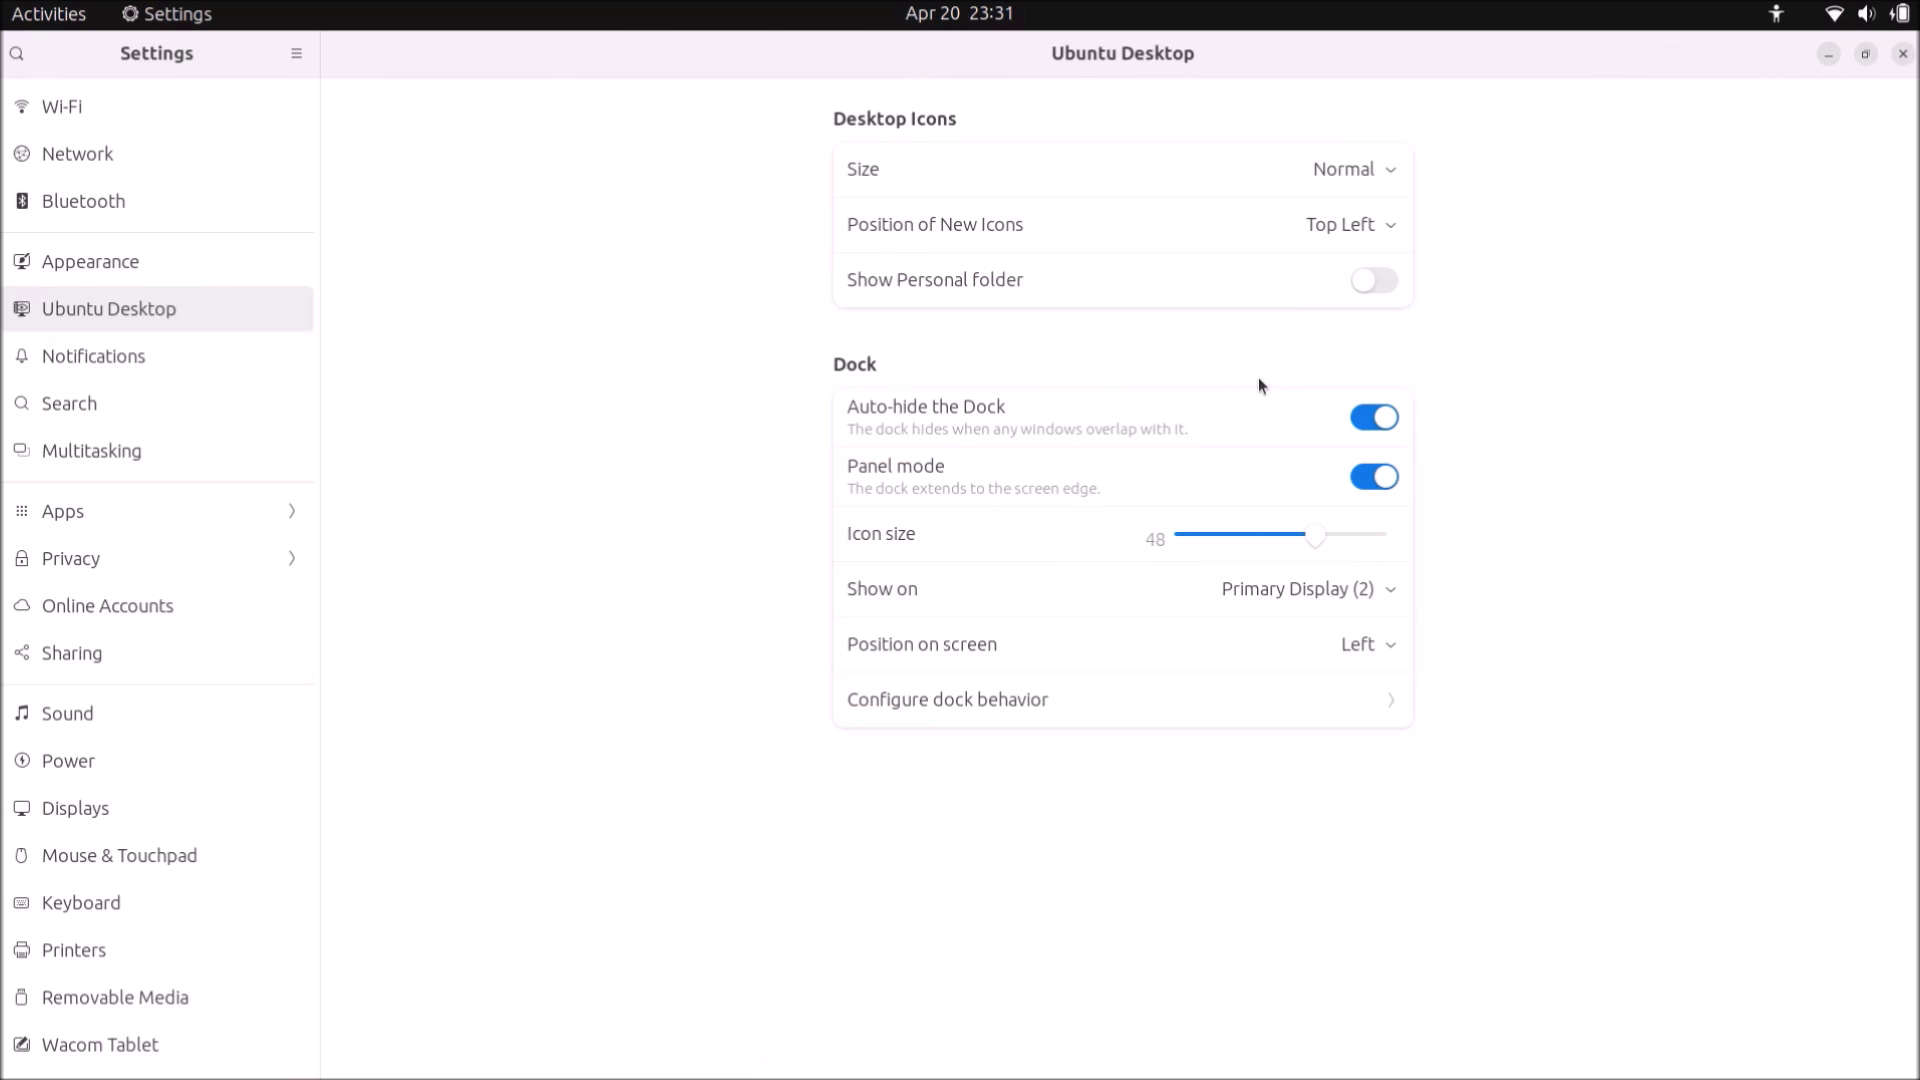 Activities Settings Apr 20 23:31
Settings Ubuntu Desktop
Wi-Fi
Network
Bluetooth
Appearance
Ubuntu Desktop
Notifications
Search
Multitasking
Apps
Privacy
Online Accounts
Sharing
Sound
Power
Displays
Mouse & Touchpad
Keyboard
Printers
Removable Media
Wacom Tablet
Desktop Icons
Size Normal
Position of New Icons Top Left
Show Personal folder
Dock
Auto-hide the Dock
The dock hides when any windows overlap with it.
Panel mode
The dock extends to the screen edge.
Icon size 48
Show on Primary Display (2)
Position on screen Left
Configure dock behavior